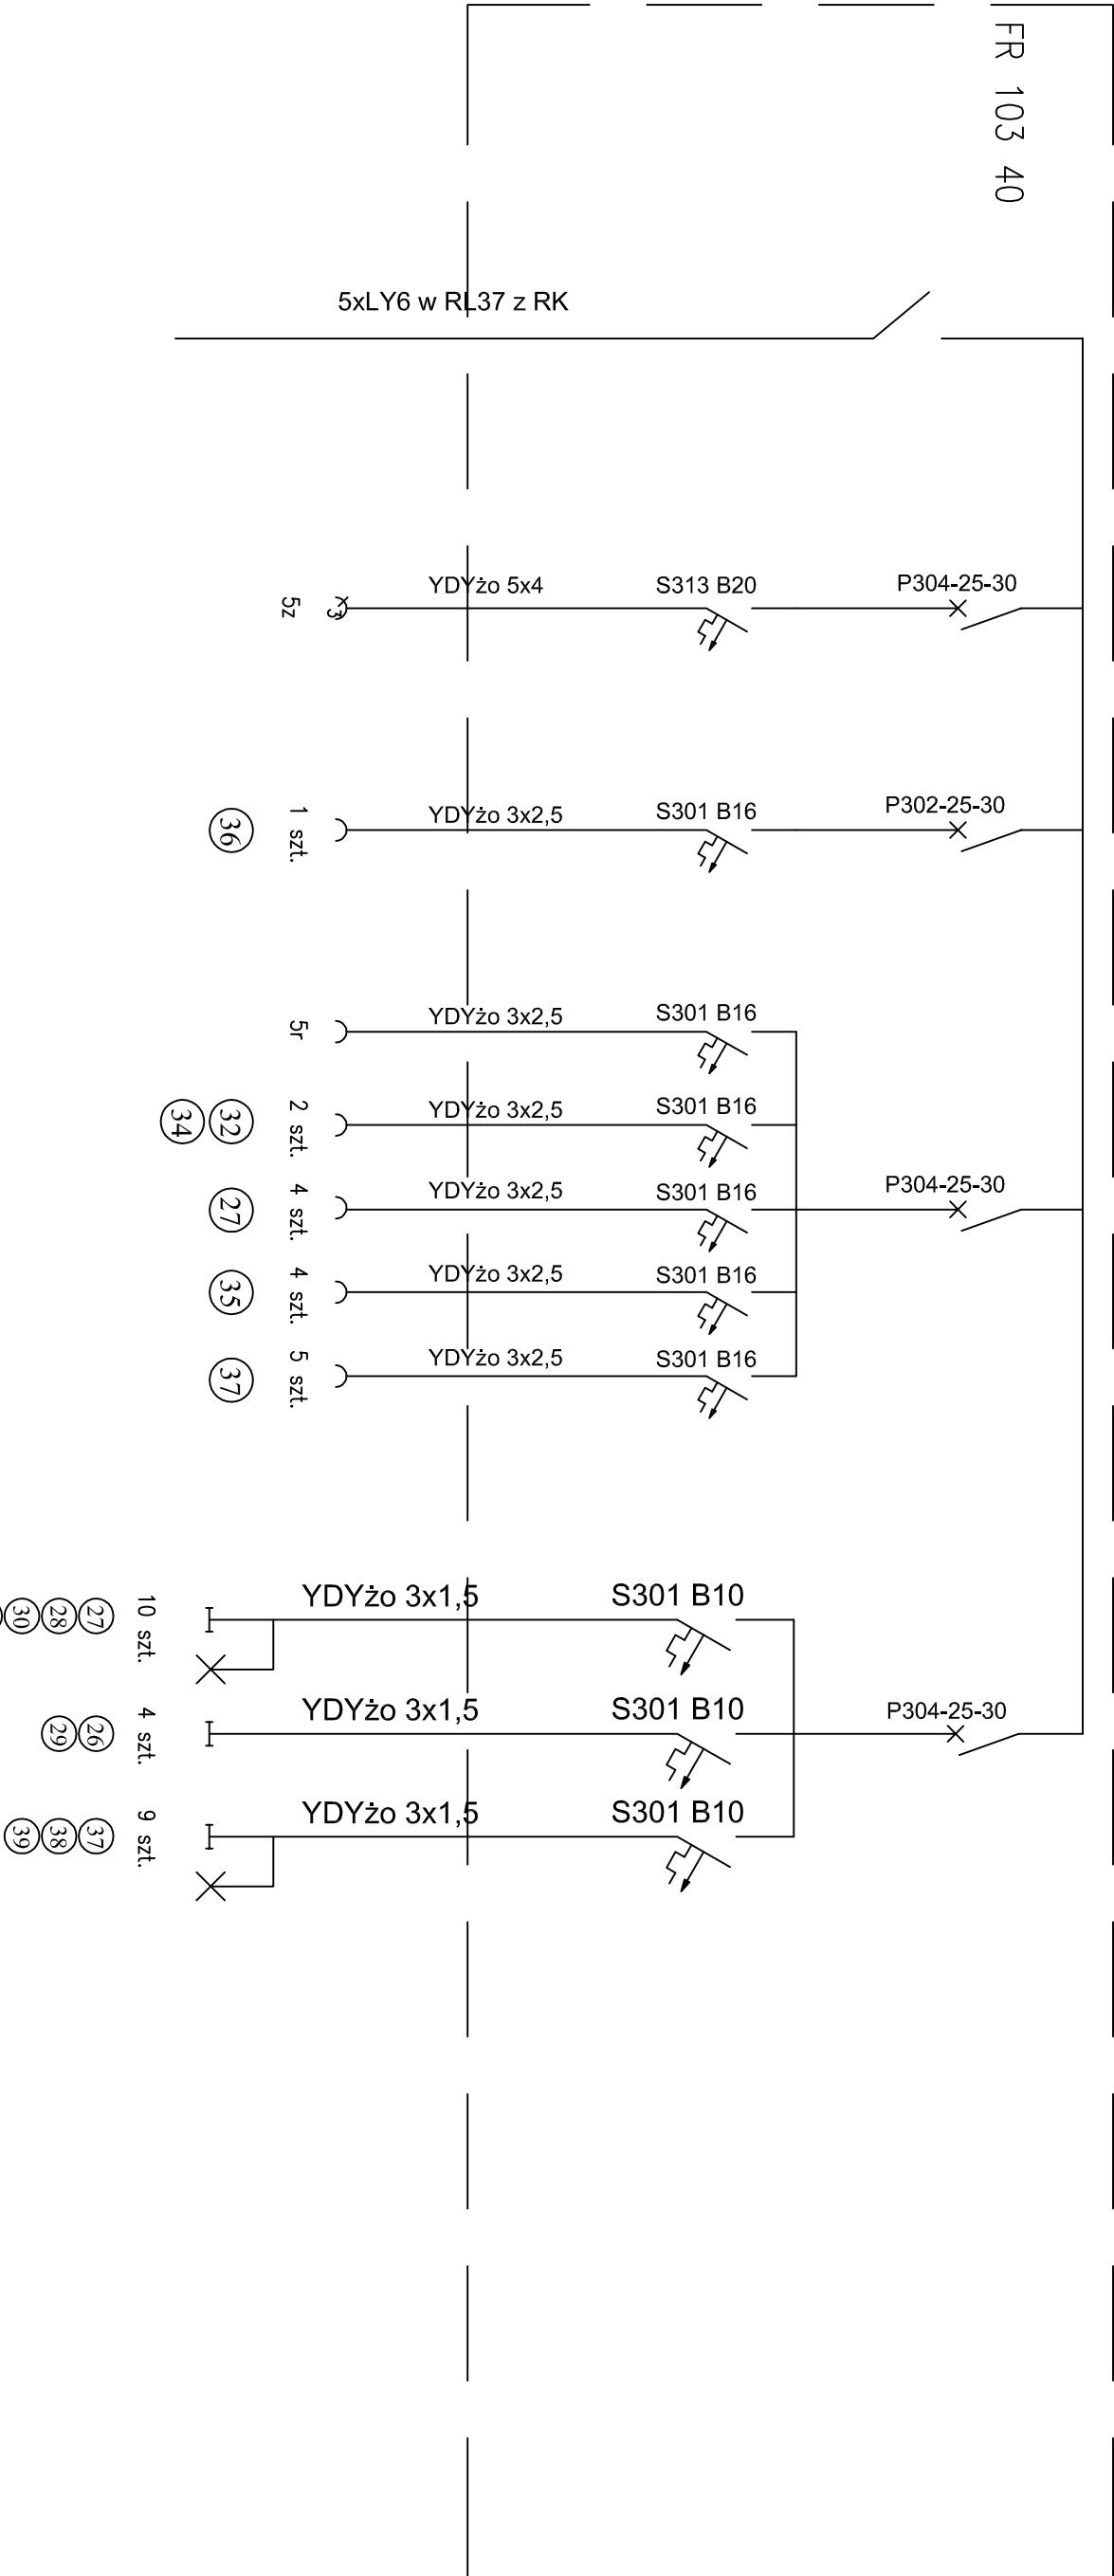 FR 103 40
5xLY6 w RL37 z RK
5z
3
YDYżo 5x4
S313 B20
P304-25-30
36
1 szt.
YDYżo 3x2,5
S301 B16
P302-25-30
5r
YDYżo 3x2,5
S301 B16
34
32
2 szt.
YDYżo 3x2,5
S301 B16
27
4 szt.
YDYżo 3x2,5
S301 B16
P304-25-30
35
4 szt.
YDYżo 3x2,5
S301 B16
37
5 szt.
YDYżo 3x2,5
S301 B16
30
28
27
10 szt.
YDYżo 3x1,5
S301 B10
29
26
4 szt.
YDYżo 3x1,5
S301 B10
P304-25-30
39
38
37
9 szt.
YDYżo 3x1,5
S301 B10